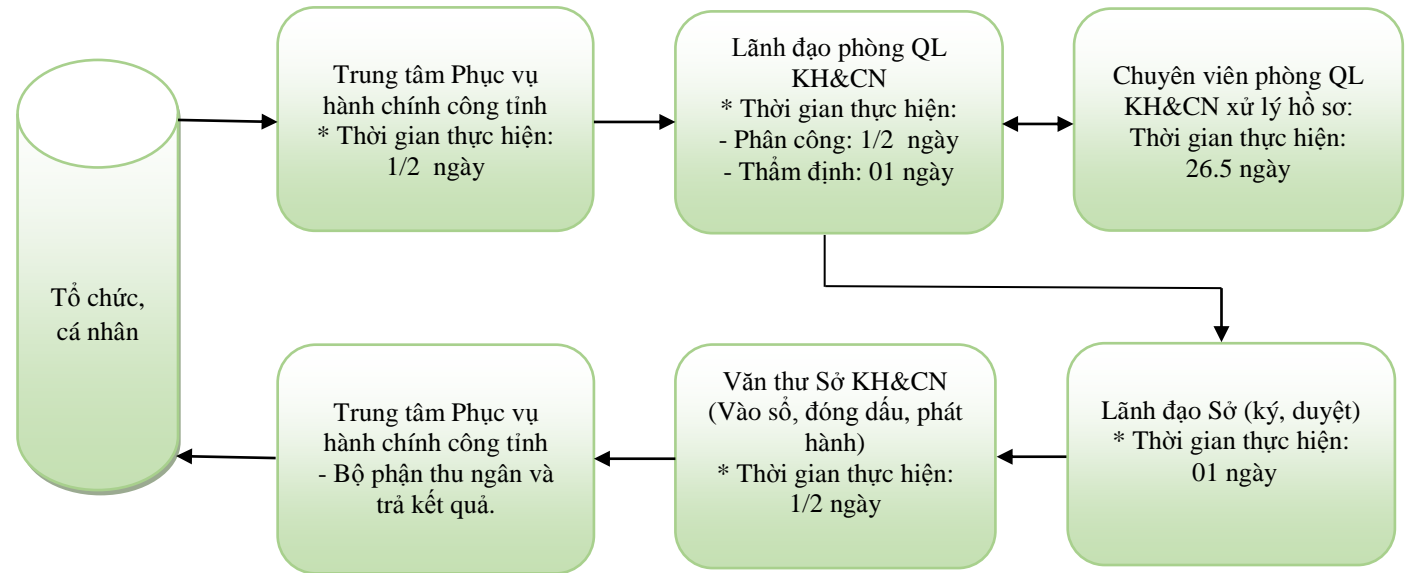 Trung tâm Phục vụ
hành chính công tỉnh
* Thời gian thực hiện:
1/2 ngày
Lãnh đạo phòng QL
KH&CN
* Thời gian thực hiện:
- Phân công: 1/2 ngày
- Thẩm định: 01 ngày
Chuyên viên phòng QL
KH&CN xử lý hồ sơ:
Thời gian thực hiện:
26.5 ngày
Tổ chức,
cá nhân
Trung tâm Phục vụ
hành chính công tỉnh
- Bộ phận thu ngân và
trả kết quả.
Văn thư Sở KH&CN
(Vào sổ, đóng dấu, phát
hành)
* Thời gian thực hiện:
1/2 ngày
Lãnh đạo Sở (ký, duyệt)
* Thời gian thực hiện:
01 ngày